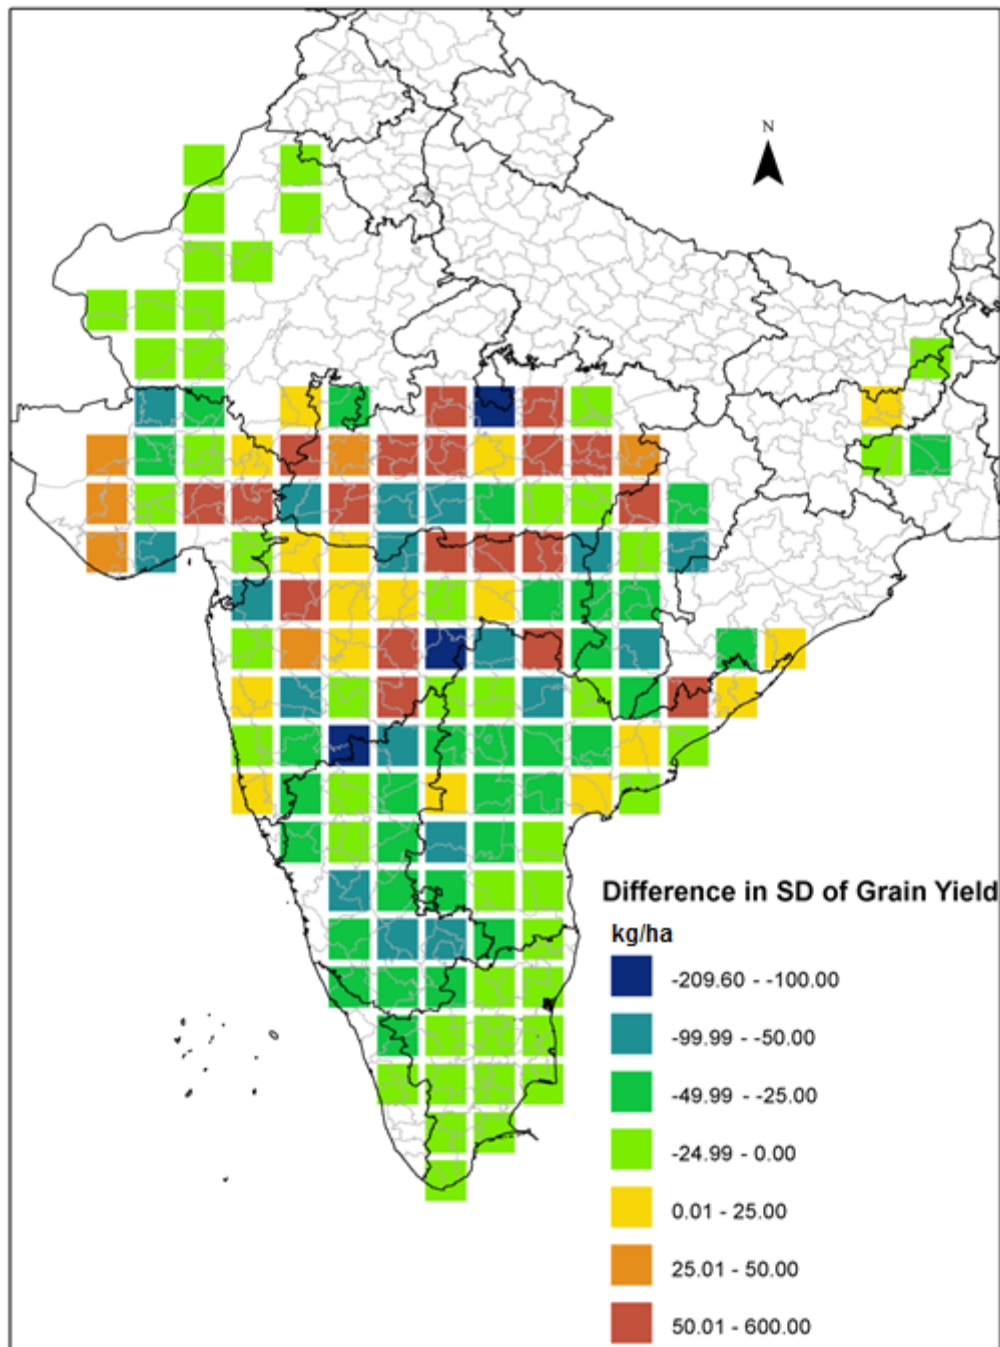 N
Difference in SD of Grain Yield
kg/ha
-209.60 - -100.00
-99.99 - -50.00
-49.99 - -25.00
-24.99 - 0.00
0.01 - 25.00
25.01 - 50.00
50.01 - 600.00